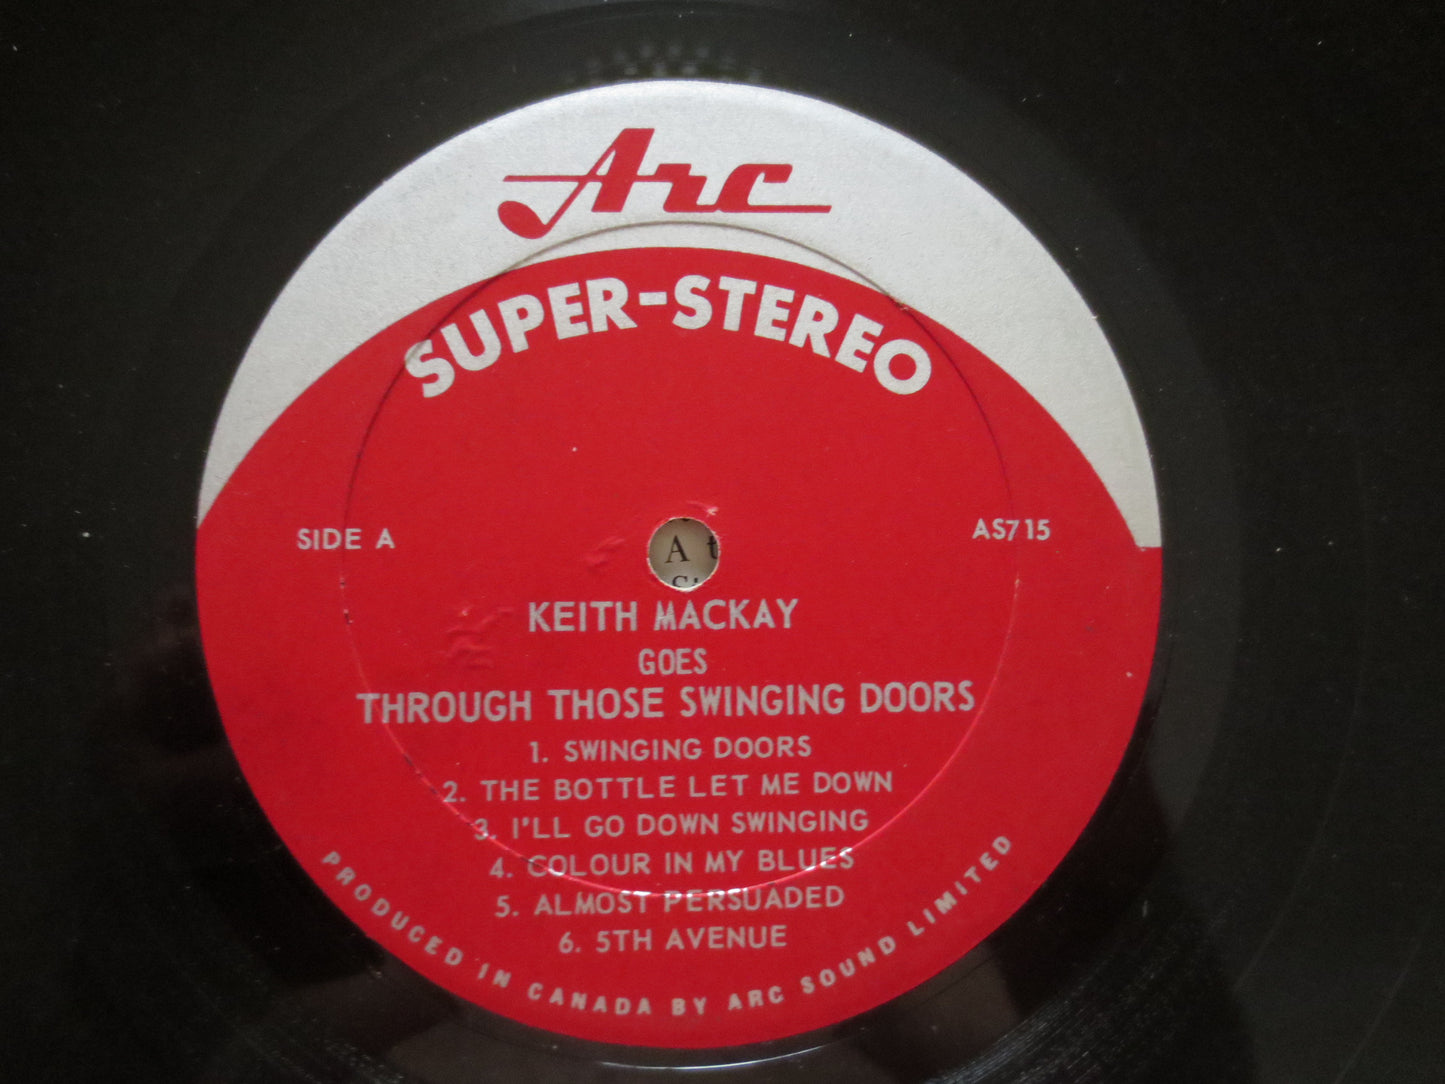 Arc
SUPER-STEREO
SIDE A
AS715
A t
KEITH MACKAY
GOES
THROUGH THOSE SWINGING DOORS
1. SWINGING DOORS
2. THE BOTTLE LET ME DOWN
3. I'LL GO DOWN SWINGING
4. COLOUR IN MY BLUES
5. ALMOST PERSUADED
6. 5TH AVENUE
PRODUCED IN CANADA BY ARC SOUND LIMITED